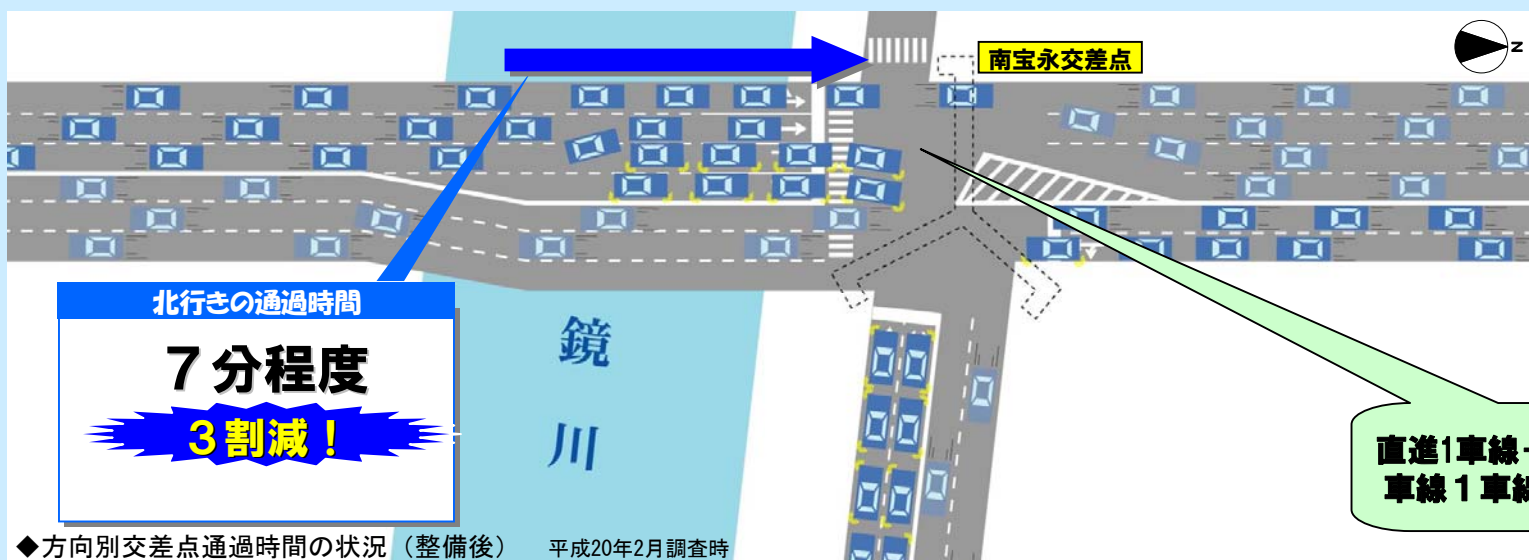 南宝永交差点
N
北行きの通過時間
７分程度
３割減！
鏡川
直進1車線
車線１車線
◆方向別交差点通過時間の状況（整備後）　平成20年2月調査時